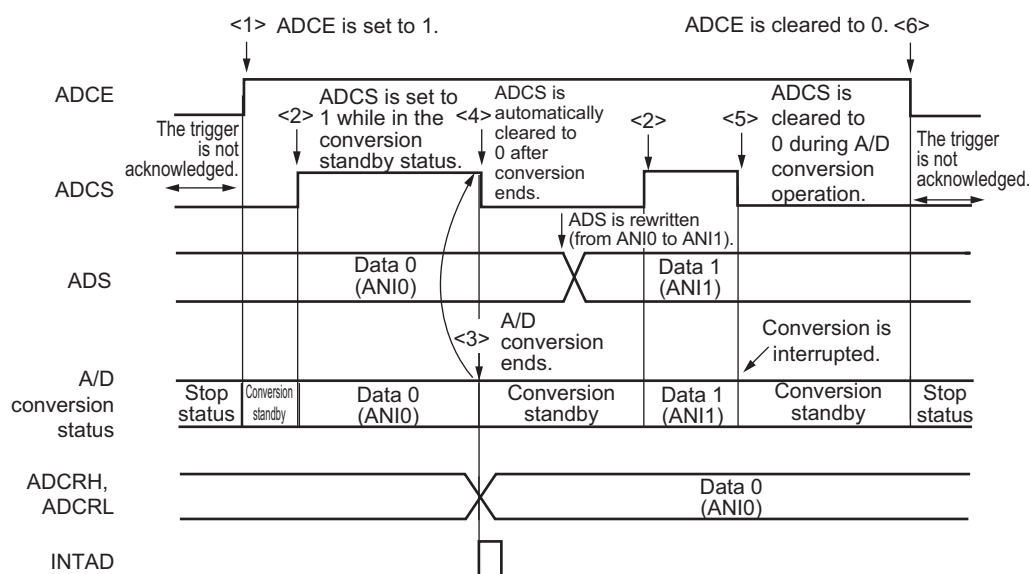 <1> ADCE is set to 1.
ADCE is cleared to 0. <6>
ADCE
The trigger
is not
acknowledged.
<2>
ADCS is set to
1 while in the
conversion
standby status.
<4>
ADCS is
automatically
cleared to
0 after
conversion
ends.
<2>
<5>
ADCS is
cleared to
0 during A/D
conversion
operation.
The trigger
is not
acknowledged.
ADCS
ADS is rewritten
(from ANI0 to ANI1).
ADS
Data 0
(ANI0)
Data 1
(ANI1)
<3>
A/D
conversion
ends.
Conversion is
interrupted.
A/D
conversion
status
Stop
status
Conversion
standby
Data 0
(ANI0)
Conversion
standby
Data 1
(ANI1)
Conversion
standby
Stop
status
ADCRH,
ADCRL
Data 0
(ANI0)
INTAD